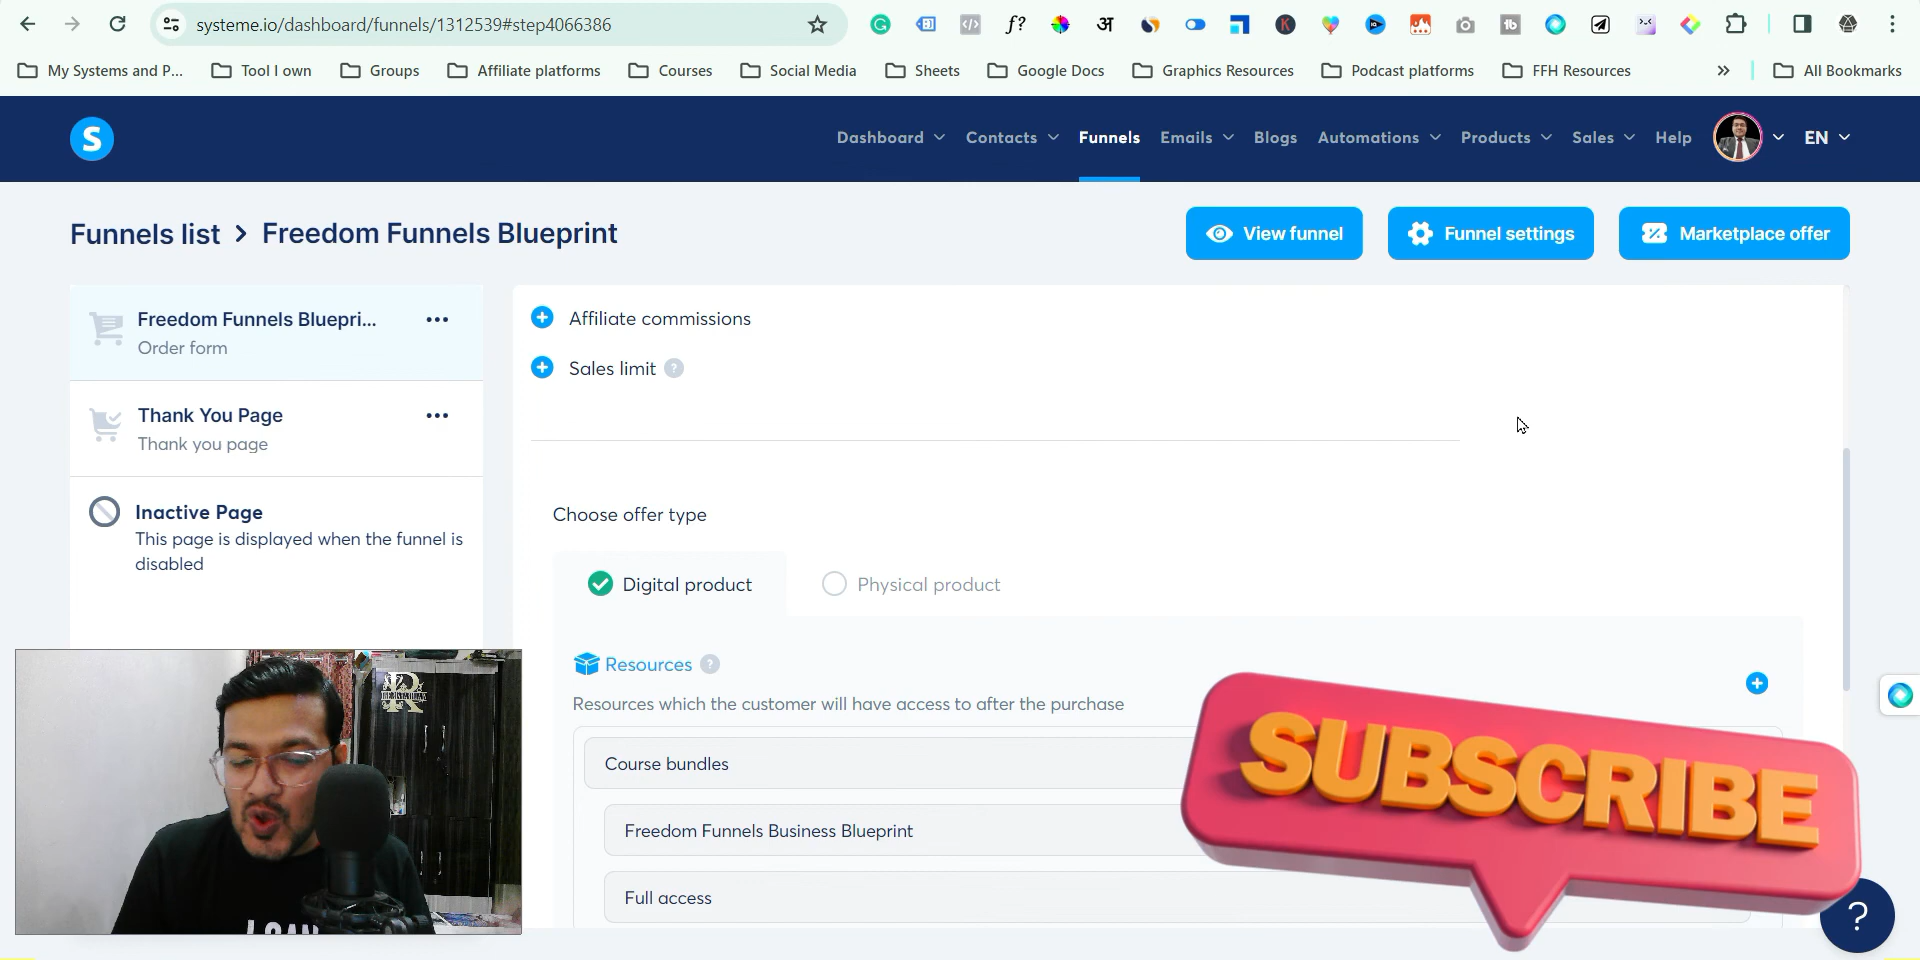 systeme.io/dashboard/funnels/1312539#step4066386
My Systems and P...
Tool I own
Groups
Affiliate platforms
Courses
Social Media
Sheets
Google Docs
Graphics Resources
Podcast platforms
FFH Resources
»
All Bookmarks
S
Dashboard
Contacts
Funnels
Emails
Blogs
Automations
Products
Sales
Help
EN
Funnels list > Freedom Funnels Blueprint
View funnel
Funnel settings
Marketplace offer
Freedom Funnels Bluepri...
Order form
Thank You Page
Thank you page
Inactive Page
This page is displayed when the funnel is
disabled
Affiliate commissions
Sales limit ?
Choose offer type
Digital product
Physical product
Resources ?
Resources which the customer will have access to after the purchase
Course bundles
Freedom Funnels Business Blueprint
Full access
SUBSCRIBE
?